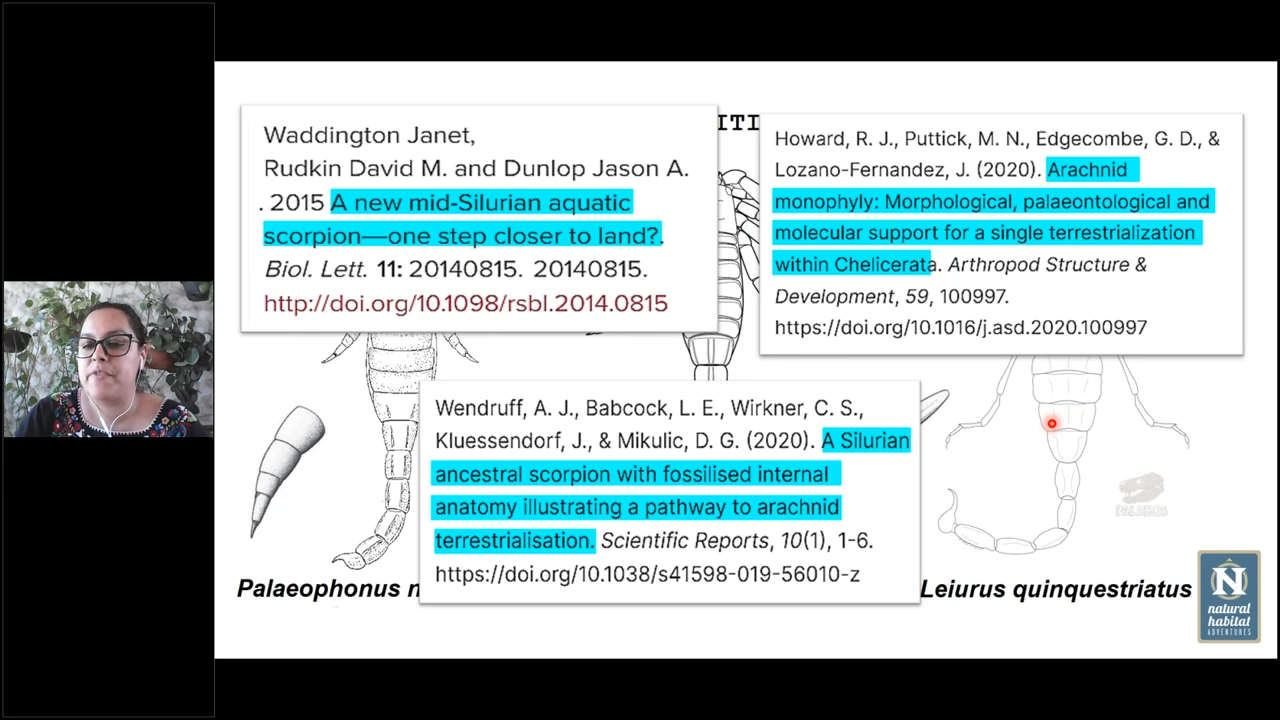 ITI
Waddington Janet,
Rudkin David M. and Dunlop Jason A.
. 2015 A new mid-Silurian aquatic
scorpion—one step closer to land?.
Biol. Lett. 11: 20140815. 20140815.
http://doi.org/10.1098/rsbl.2014.0815
Howard, R. J., Puttick, M. N., Edgecombe, G. D., &
Lozano-Fernandez, J. (2020). Arachnid
monophyly: Morphological, palaeontological and
molecular support for a single terrestrialization
within Chelicerata. Arthropod Structure &
Development, 59, 100997.
https://doi.org/10.1016/j.asd.2020.100997
Wendruff, A. J., Babcock, L. E., Wirkner, C. S.,
Kluessendorf, J., & Mikulic, D. G. (2020). A Silurian
ancestral scorpion with fossilised internal
anatomy illustrating a pathway to arachnid
terrestrialisation. Scientific Reports, 10(1), 1-6.
https://doi.org/10.1038/s41598-019-56010-z
PALAEOS
Palaeophonus n
Leiurus quinquestriatus
N
natural
habitat
ADVENTURES